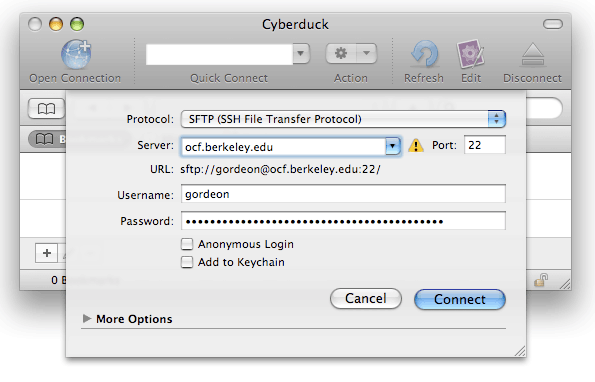 Cyberduck
Open Connection
Quick Connect
Action
Refresh
Edit
Disconnect
Protocol: SFTP (SSH File Transfer Protocol)
Server: ocf.berkeley.edu Port: 22
URL: sftp://gordeon@ocf.berkeley.edu:22/
Username: gordeon
Password: •••••••••••••••••••••••••••••••••••••••••••
Anonymous Login
Add to Keychain
0 B
Cancel Connect
More Options